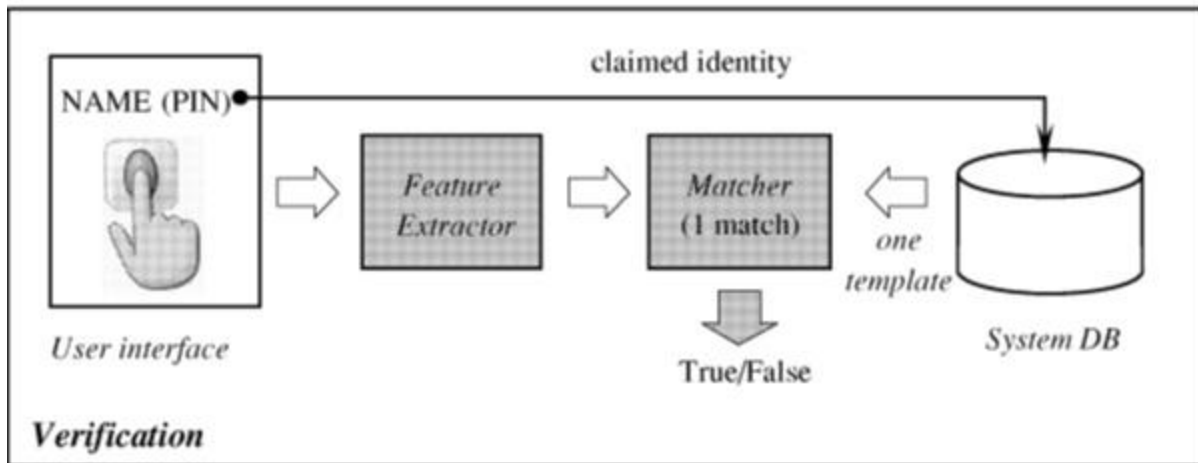 claimed identity
NAME (PIN)
Feature
Extractor
Matcher
(1 match)
one
template
User interface
System DB
True/False
Verification